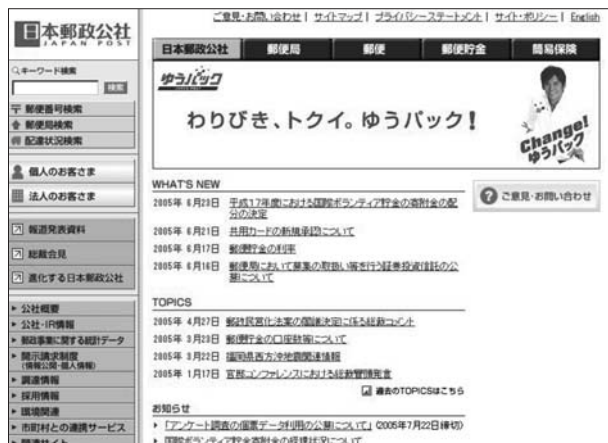 ご意見・お問い合わせ | サイトマップ | プライバシーステートメント | サイト・ポリシー | English
日本郵政公社
JAPAN POST
日本郵政公社 郵便局 郵便 郵便貯金 簡易保険
キーワード検索
検索
郵便番号検索
郵便局検索
配達状況検索
個人のお客さま
法人のお客さま
報道発表資料
総裁会見
進化する日本郵政公社
公社概要
公社・IR情報
郵政事業に関する統計データ
開示請求制度
(情報公開・個人情報)
調達情報
採用情報
環境関連
市町村との連携サービス
関連サイト
ゆうパック
わりびき、トクイ。ゆうパック!
Change!
ゆうパック
WHAT'S NEW
2005年 6月29日 平成17年度における国際ボランティア貯金の寄附金の配
分の決定
2005年 6月21日 共用カードの新規承認について
2005年 6月17日 郵便貯金の利率
2005年 6月16日 郵便局において募集の取扱い等を行う証券投資信託の公
募について
ご意見・お問い合わせ
TOPICS
2005年 4月27日 郵政民営化法案の閣議決定に係る総裁コメント
2005年 3月23日 郵便貯金の口座数等について
2005年 3月22日 福岡県西方沖地震関連情報
2005年 1月17日 官邸コンファレンスにおける総裁冒頭発言
過去のTOPICSはこちら
お知らせ
「アンケート調査の個票データ利用の公募について」(2005年7月22日締切)
国際ボランティア貯金寄附金の経理状況について